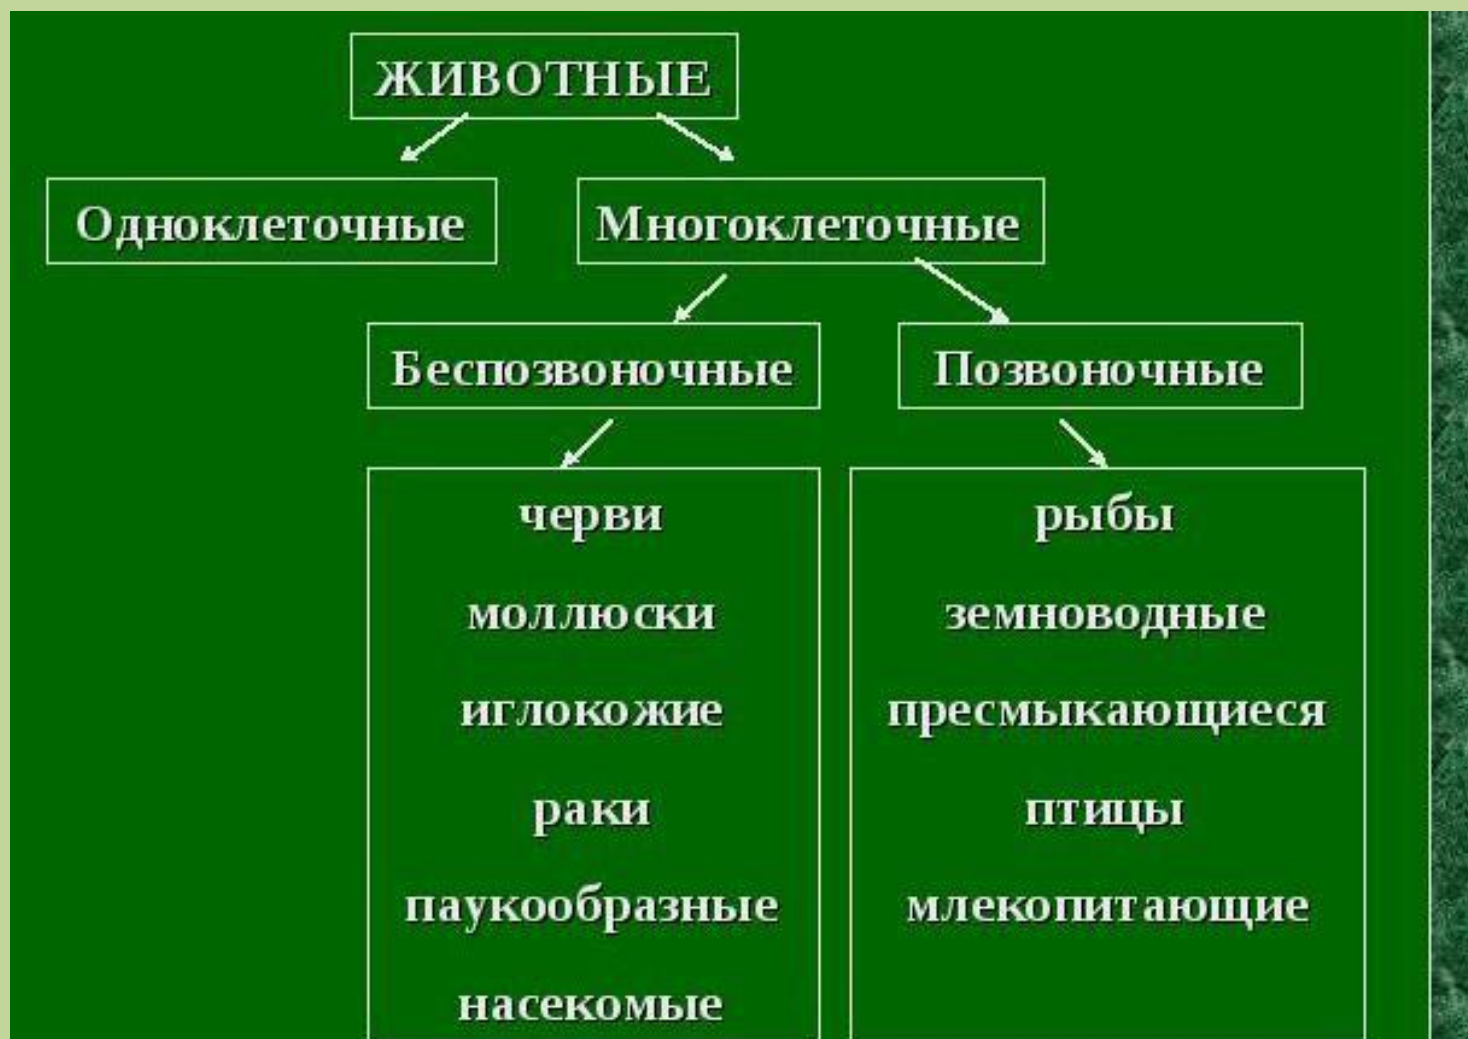 ЖИВОТНЫЕ
Одноклеточные
Многоклеточные
Беспозвоночные
Позвоночные
черви
моллюски
иглокожие
раки
паукообразные
насекомые
рыбы
земноводные
пресмыкающиеся
птицы
млекопитающие